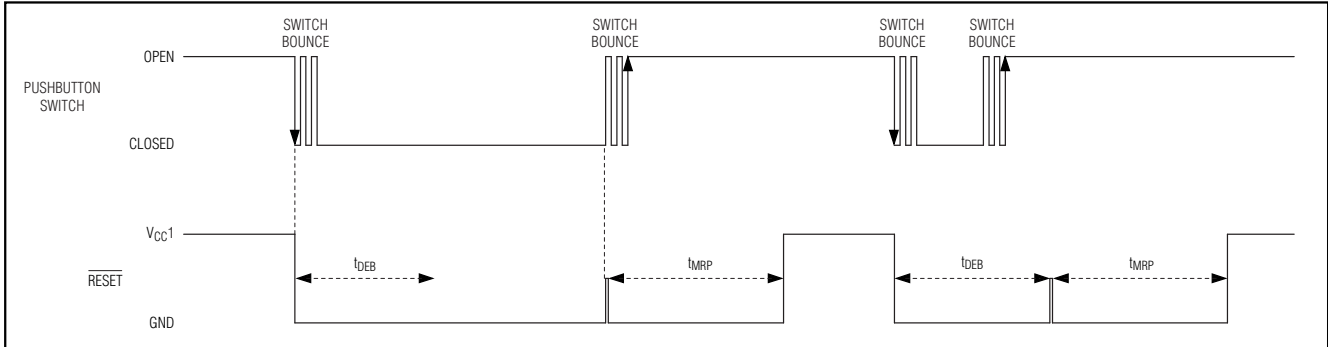 SWITCH
BOUNCE
SWITCH
BOUNCE
SWITCH
BOUNCE
SWITCH
BOUNCE
OPEN
PUSHBUTTON
SWITCH
CLOSED
VCC1
tDEB
tMRP
tDEB
tMRP
RESET
GND